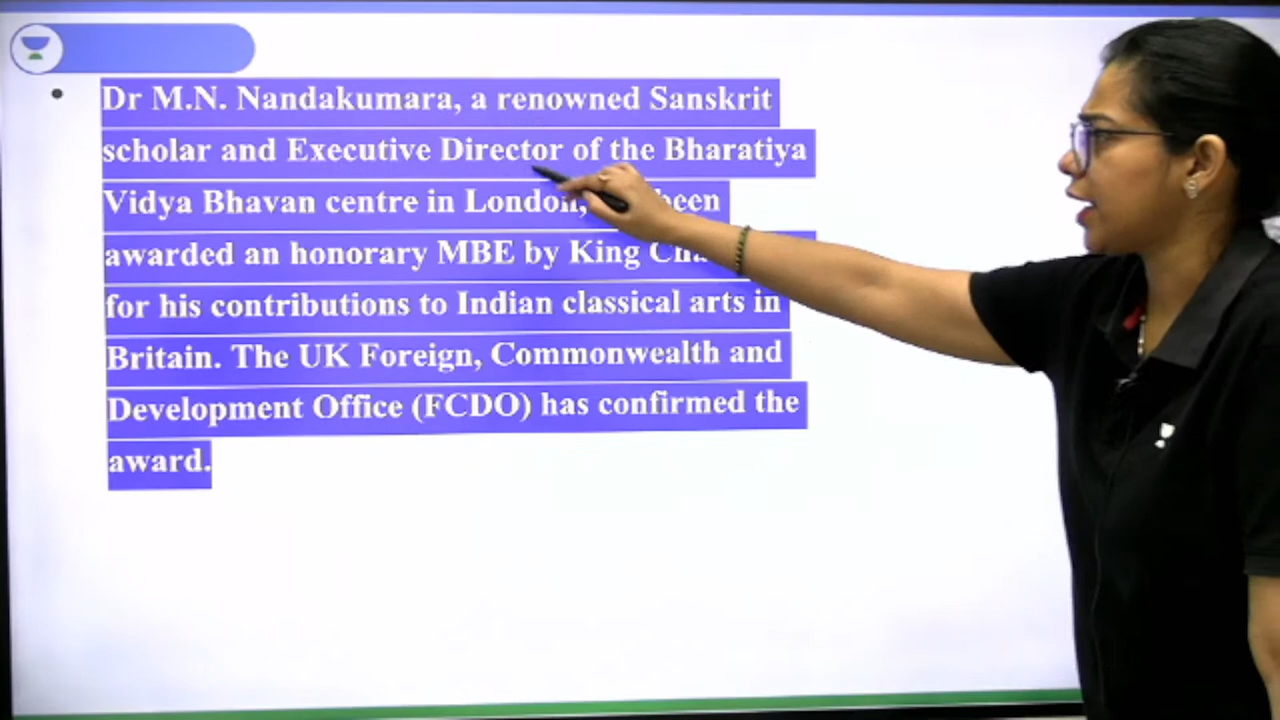 Dr M.N. Nandakumara, a renowned Sanskrit
scholar and Executive Director of the Bharatiya
Vidya Bhavan centre in London, been
awarded an honorary MBE by King
for his contributions to Indian classical arts in
Britain. The UK Foreign, Commonwealth and
Development Office (FCDO) has confirmed the
award.